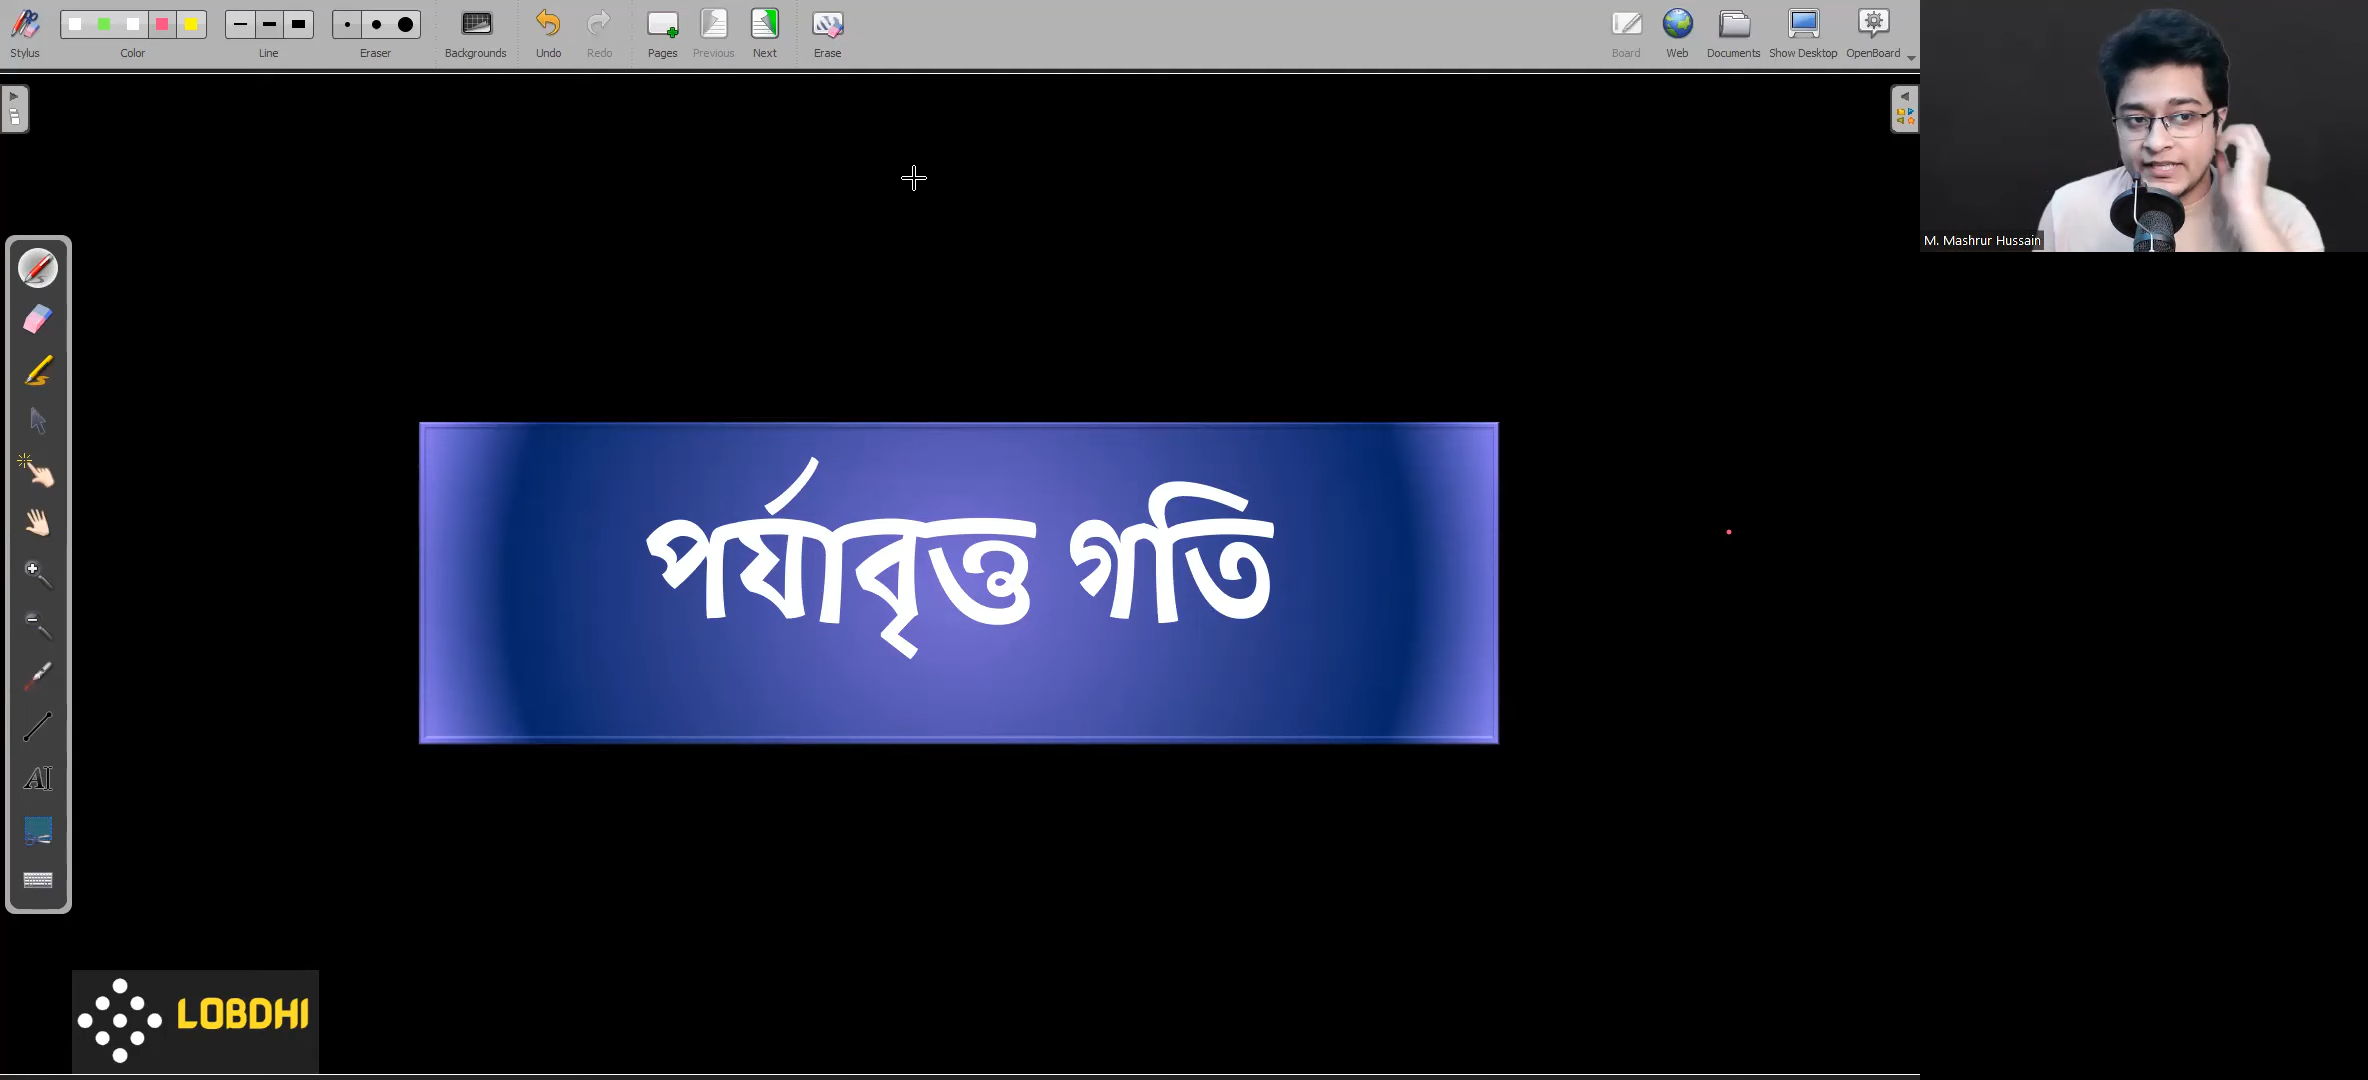 Stylus Color Line Eraser Backgrounds Undo Redo Pages Previous Next Erase Board Web Documents Show Desktop OpenBoard
M. Mashrur Hussain
পর্যাবৃত্ত গতি
AI
LOBDHI